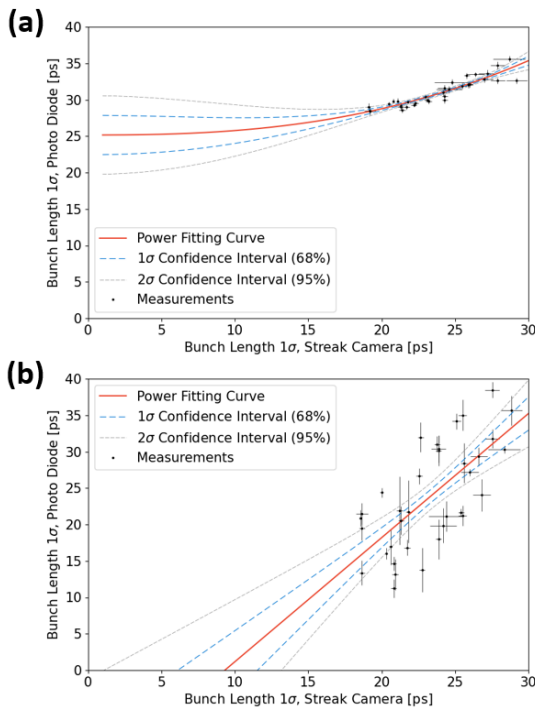 (a)
40
35
30
25
20
15
10
5
0
Bunch Length 1σ, Photo Diode [ps]
Power Fitting Curve
1σ Confidence Interval (68%)
2σ Confidence Interval (95%)
Measurements
0 5 10 15 20 25 30
Bunch Length 1σ, Streak Camera [ps]
(b)
40
35
30
25
20
15
10
5
0
Bunch Length 1σ, Photo Diode [ps]
Power Fitting Curve
1σ Confidence Interval (68%)
2σ Confidence Interval (95%)
Measurements
0 5 10 15 20 25 30
Bunch Length 1σ, Streak Camera [ps]